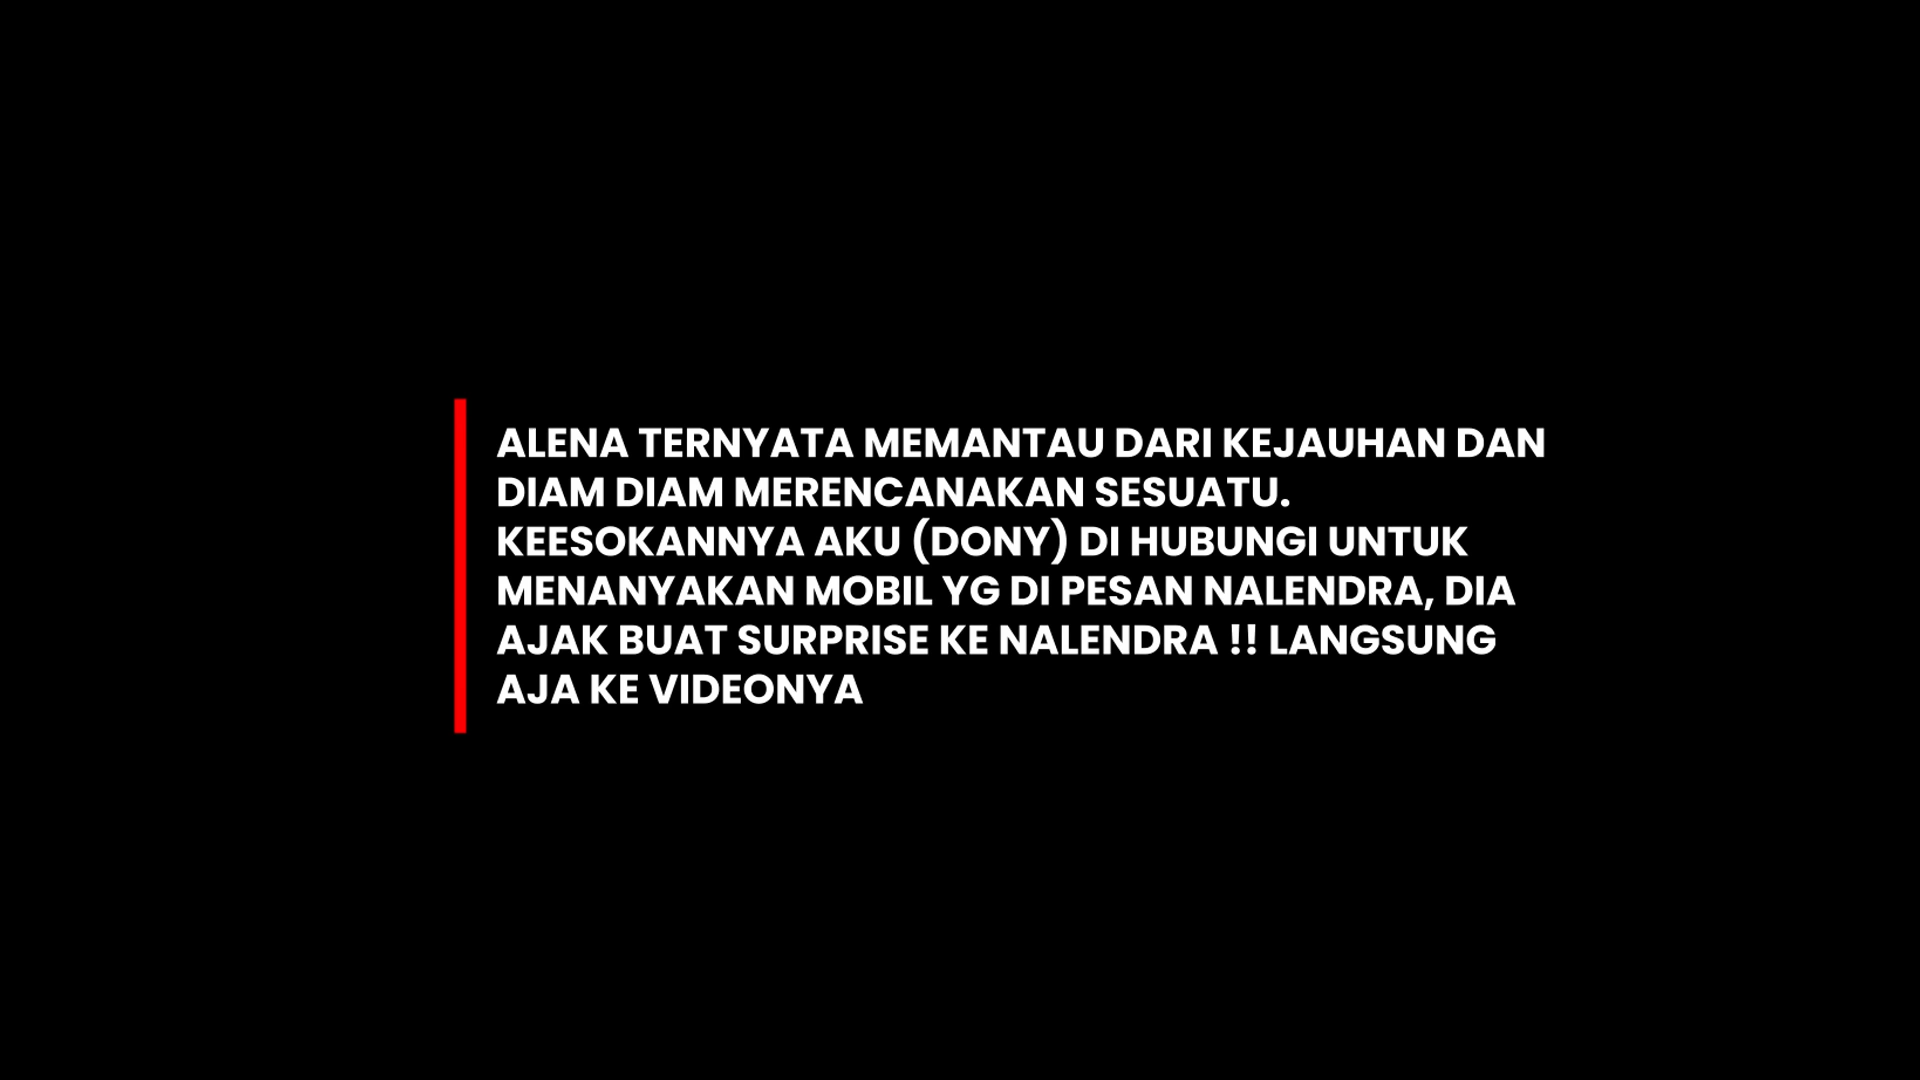 ALENA TERNYATA MEMANTAU DARI KEJAUHAN DAN
DIAM DIAM MERENCANAKAN SESUATU.
KEESOKANNYA AKU (DONY) DI HUBUNGI UNTUK
MENANYAKAN MOBIL YG DI PESAN NALENDRA, DIA
AJAK BUAT SURPRISE KE NALENDRA !! LANGSUNG
AJA KE VIDEONYA